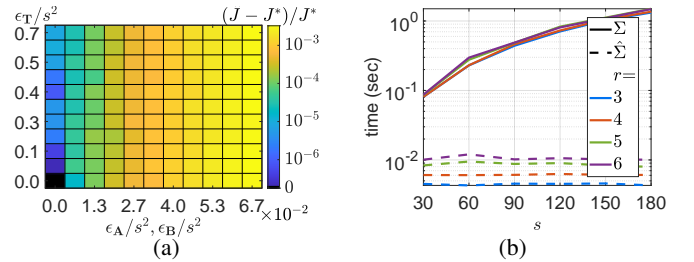 ϵ_T/s² (J − J*)/J*
0.7
0.5
0.4
0.3
0.1
0.0
10⁻³
10⁻⁴
10⁻⁵
10⁻⁶
0
0.0 1.3 2.7 4.0 5.3 6.7
×10⁻²
ϵ_A/s², ϵ_B/s²
(a)
time (sec)
10⁰
10⁻¹
10⁻²
30 60 90 120 150 180
s
Σ
Σ̂
r=
3
4
5
6
(b)